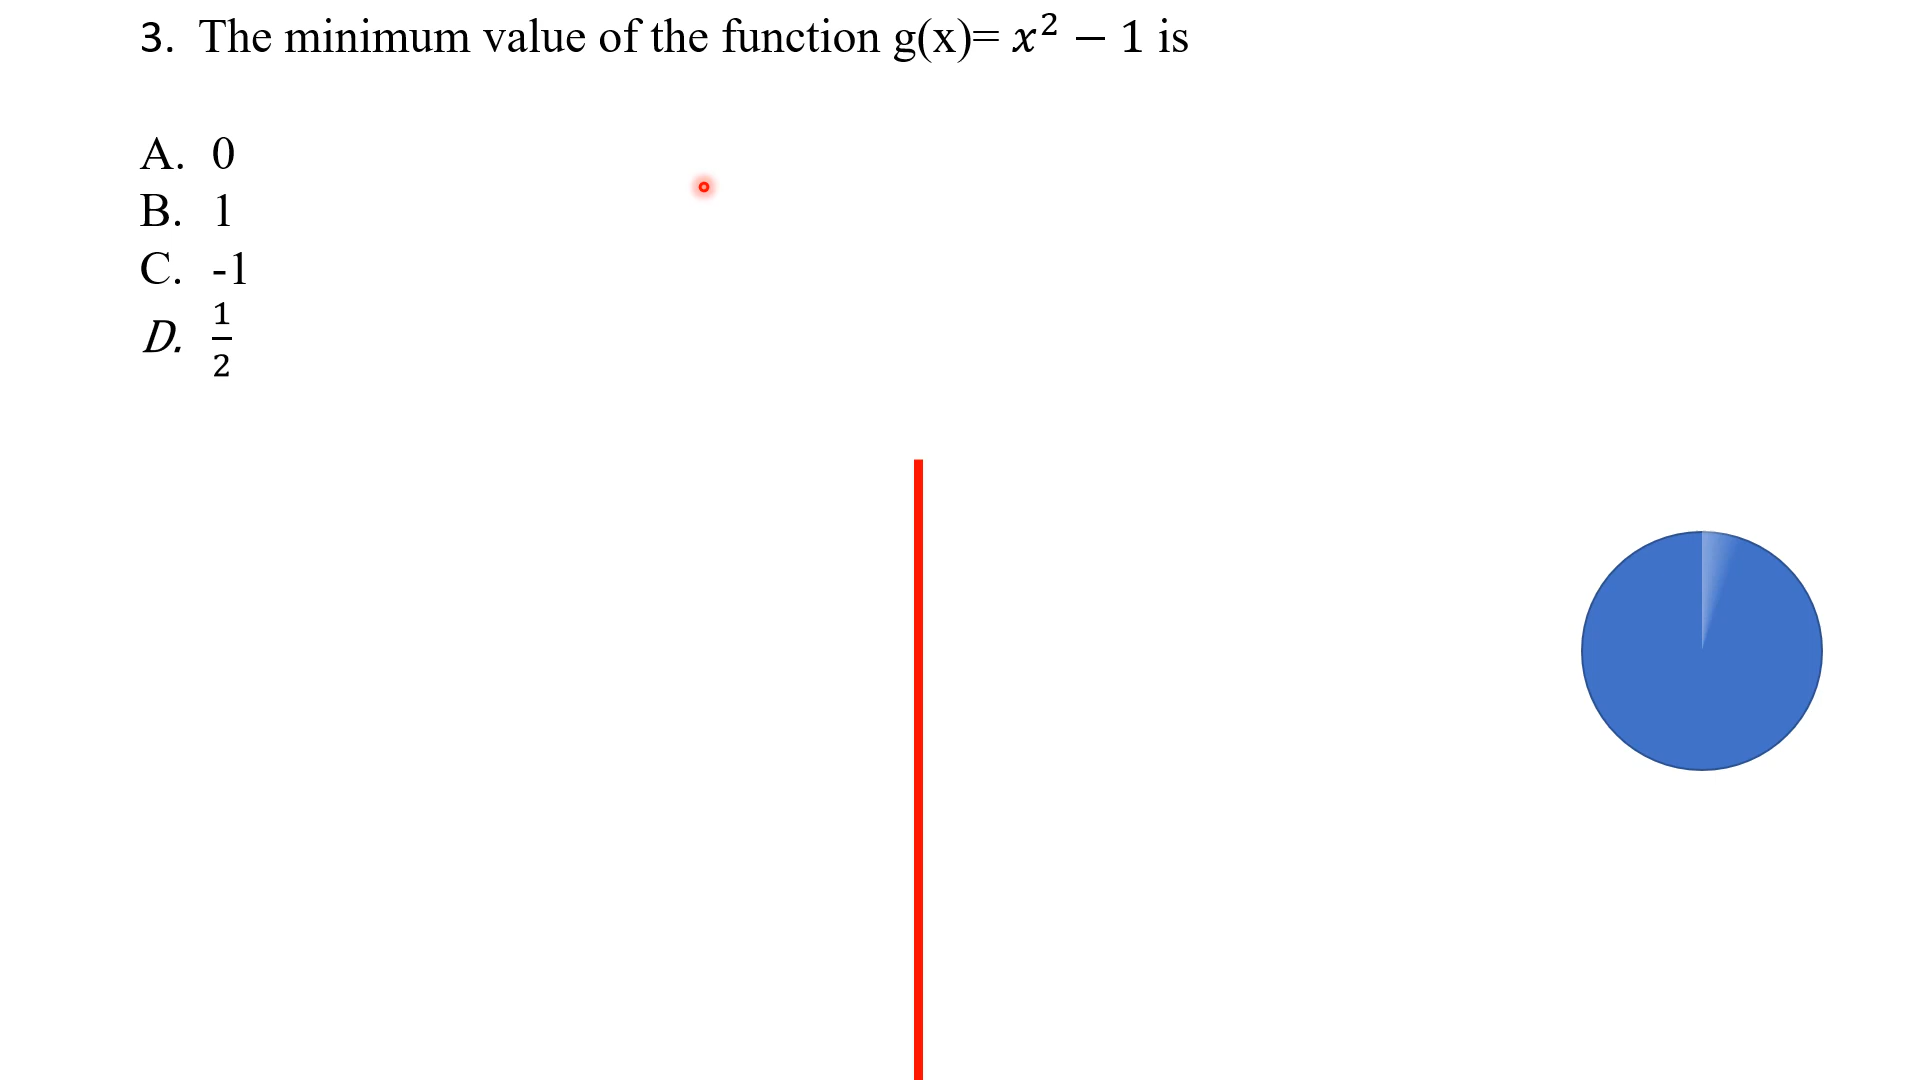 3. The minimum value of the function g(x)= x² − 1 is
A. 0
B. 1
C. -1
D. 1/2